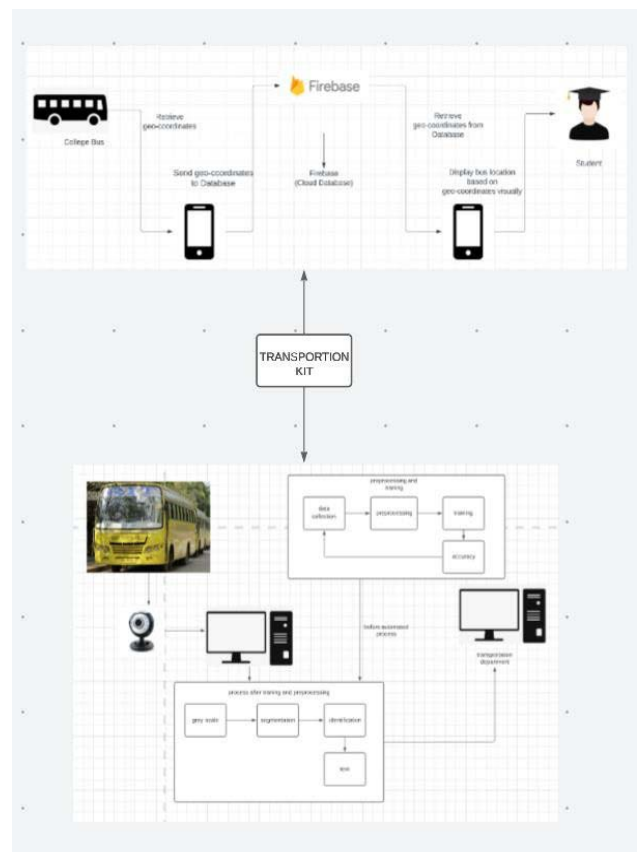 Firebase
College Bus
Retrieve
geo-coordinates
Send geo-coordinates
to Database
Firebase
(Cloud Database)
Retrieve
geo-coordinates from
Database
Display bus location
based on
geo-coordinates visually
Student
TRANSPORTION
KIT
preprocessing and
training
data
collection
preprocessing
training
accuracy
before automated
process
transportation
department
process after training and preprocessing
grey scale
segmentation
identification
text